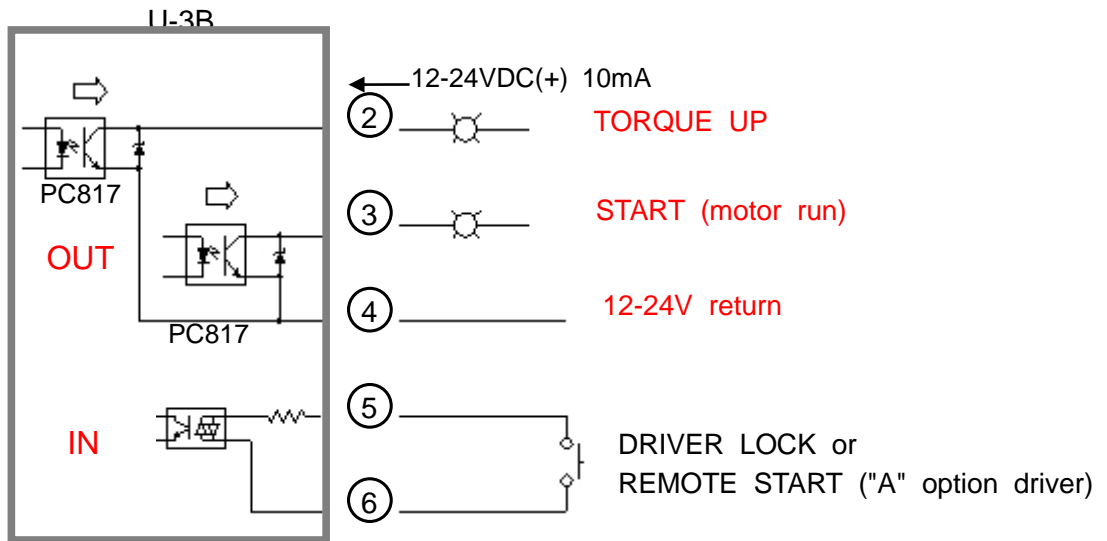 U-3B
12-24VDC(+) 10mA
2
TORQUE UP
PC817
3
START (motor run)
OUT
4
12-24V return
PC817
5
IN
DRIVER LOCK or
REMOTE START ("A" option driver)
6